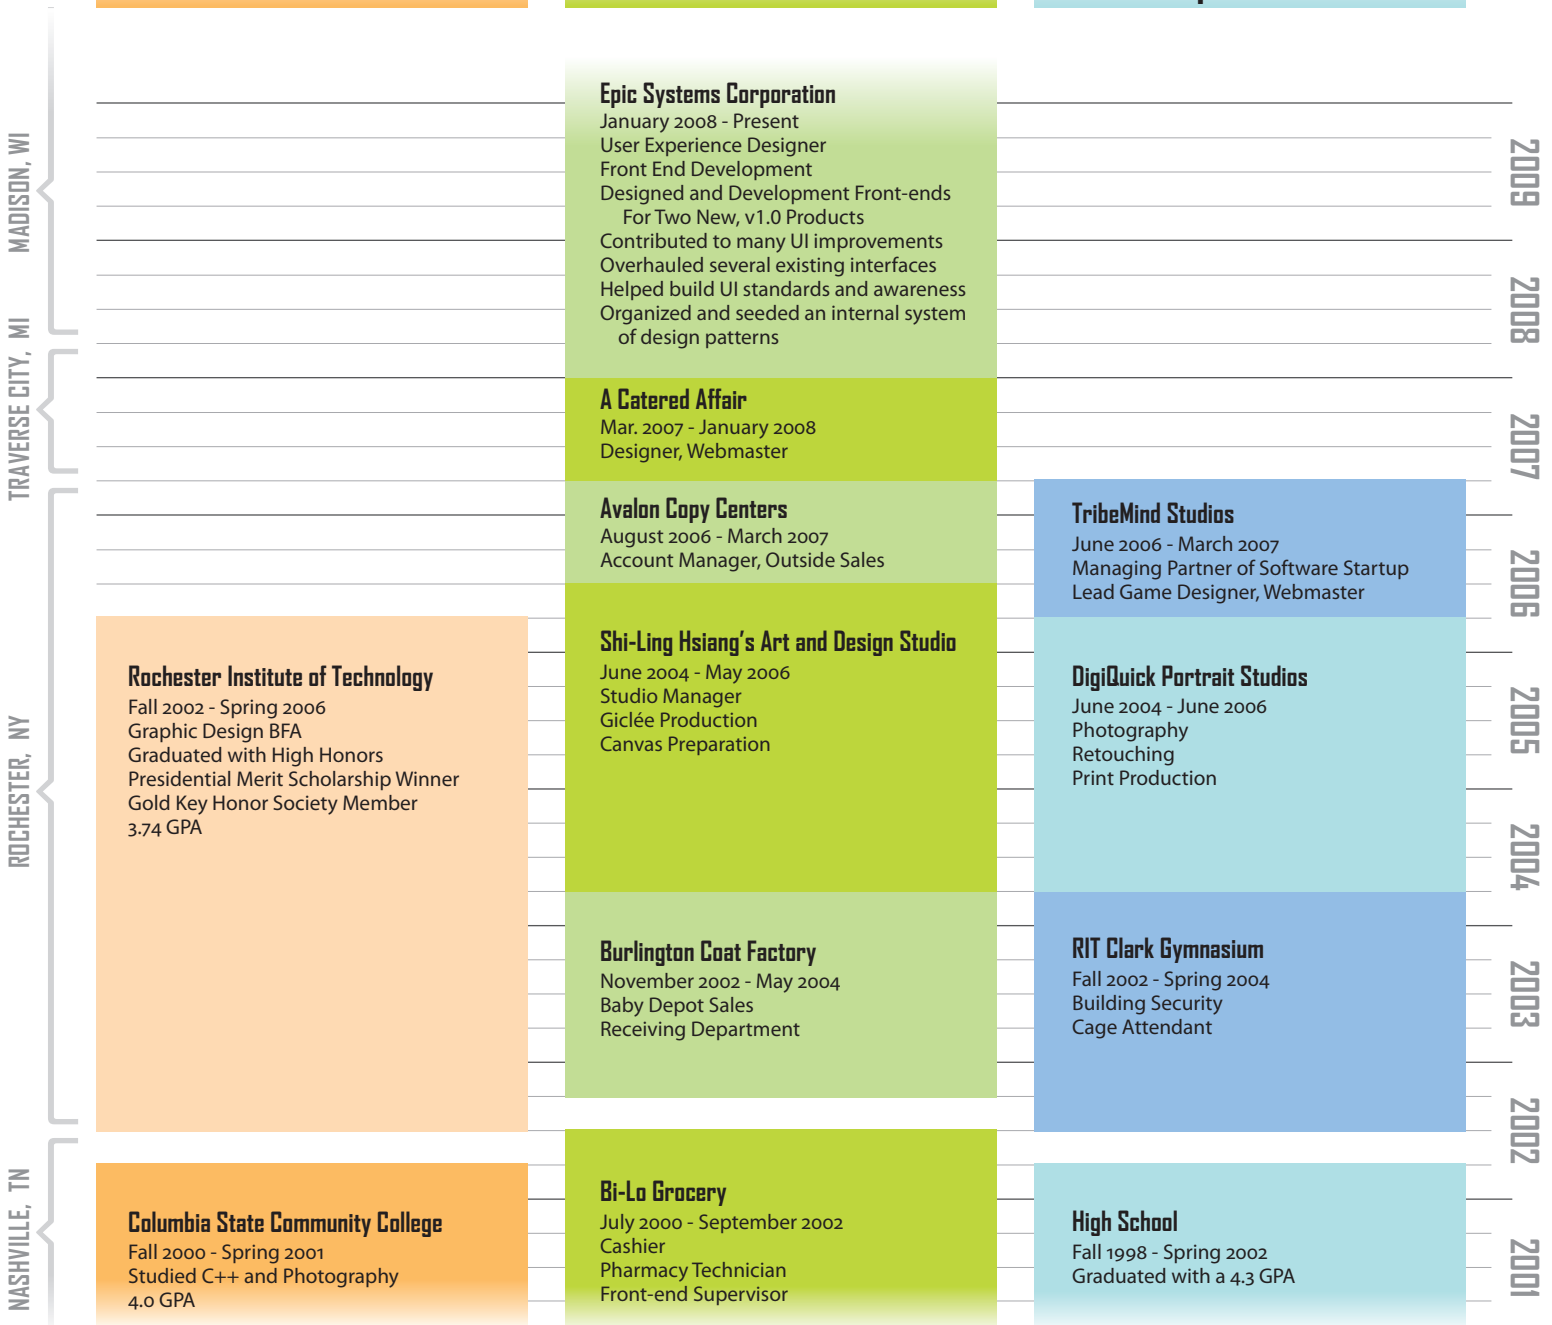 MADISON, WI
TRAVERSE CITY, MI
ROCHESTER, NY
NASHVILLE, TN
Rochester Institute of Technology
Fall 2002 - Spring 2006
Graphic Design BFA
Graduated with High Honors
Presidential Merit Scholarship Winner
Gold Key Honor Society Member
3.74 GPA
Columbia State Community College
Fall 2000 - Spring 2001
Studied C++ and Photography
4.0 GPA
Epic Systems Corporation
January 2008 - Present
User Experience Designer
Front End Development
Designed and Development Front-ends
For Two New, v1.0 Products
Contributed to many UI improvements
Overhauled several existing interfaces
Helped build UI standards and awareness
Organized and seeded an internal system
of design patterns
A Catered Affair
Mar. 2007 - January 2008
Designer, Webmaster
Avalon Copy Centers
August 2006 - March 2007
Account Manager, Outside Sales
Shi-Ling Hsiang's Art and Design Studio
June 2004 - May 2006
Studio Manager
Giclée Production
Canvas Preparation
Burlington Coat Factory
November 2002 - May 2004
Baby Depot Sales
Receiving Department
Bi-Lo Grocery
July 2000 - September 2002
Cashier
Pharmacy Technician
Front-end Supervisor
TribeMind Studios
June 2006 - March 2007
Managing Partner of Software Startup
Lead Game Designer, Webmaster
DigiQuick Portrait Studios
June 2004 - June 2006
Photography
Retouching
Print Production
RIT Clark Gymnasium
Fall 2002 - Spring 2004
Building Security
Cage Attendant
High School
Fall 1998 - Spring 2002
Graduated with a 4.3 GPA
2009
2008
2007
2006
2005
2004
2003
2002
2001